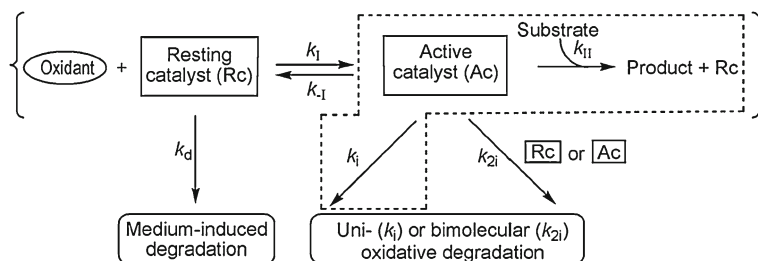 Substrate
Oxidant + Resting catalyst (Rc) kI k-I Active catalyst (Ac) kII Product + Rc
kd ki k2i Rc or Ac
Medium-induced degradation
Uni- (ki) or bimolecular (k2i) oxidative degradation